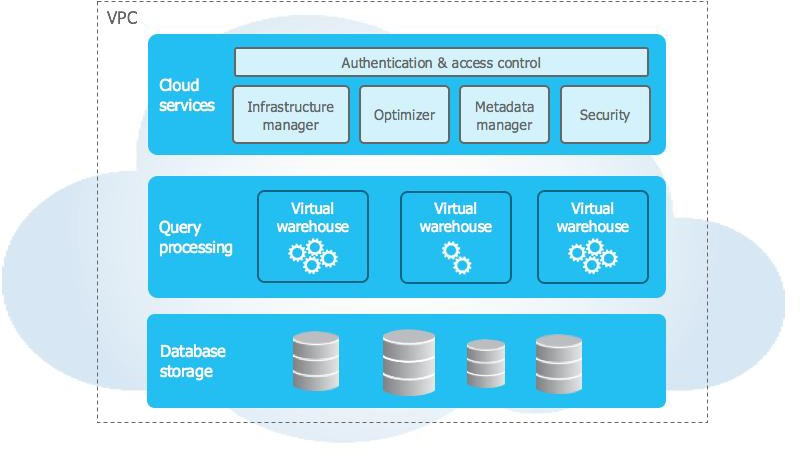 VPC
Cloud
services
Authentication & access control
Infrastructure
manager
Optimizer
Metadata
manager
Security
Query
processing
Virtual
warehouse
Virtual
warehouse
Virtual
warehouse
Database
storage